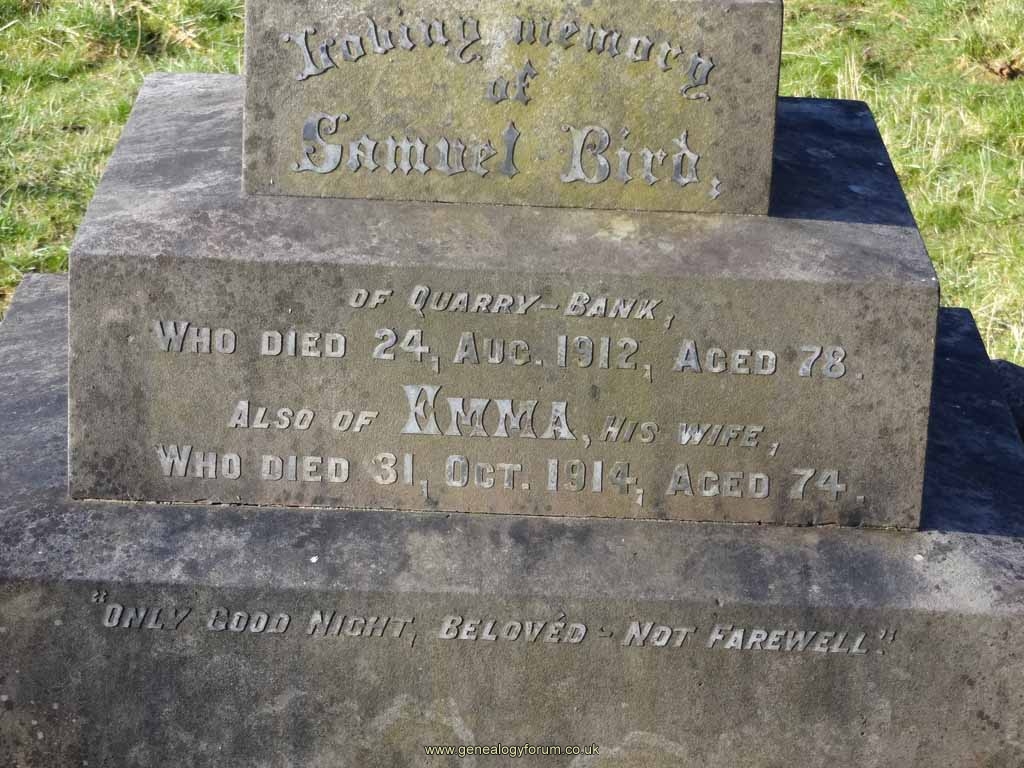 Loving memory
of
Samuel Bird,
OF QUARRY-BANK,
WHO DIED 24, AUG. 1912, AGED 78.
ALSO OF EMMA, HIS WIFE,
WHO DIED 31, OCT. 1914, AGED 74.
"ONLY GOOD NIGHT, BELOVÉD - NOT FAREWELL".
www.genealogyforum.co.uk